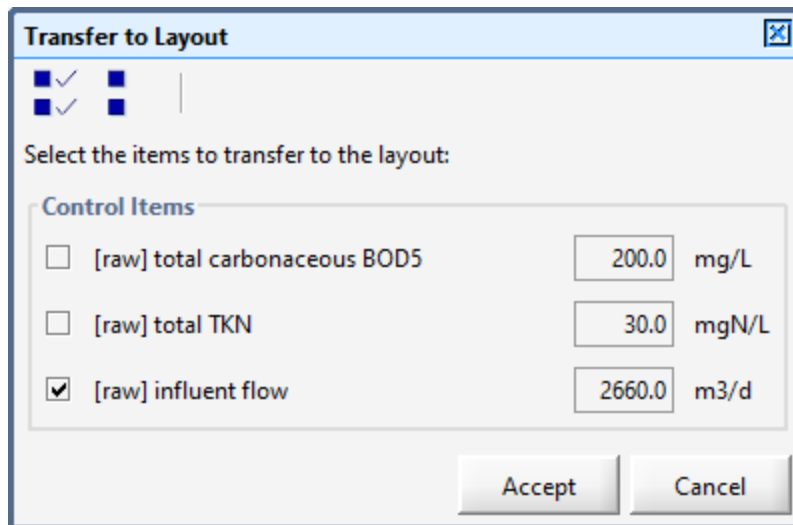 Transfer to Layout
Select the items to transfer to the layout:
Control Items
[raw] total carbonaceous BOD5 200.0 mg/L
[raw] total TKN 30.0 mgN/L
[raw] influent flow 2660.0 m3/d
Accept Cancel